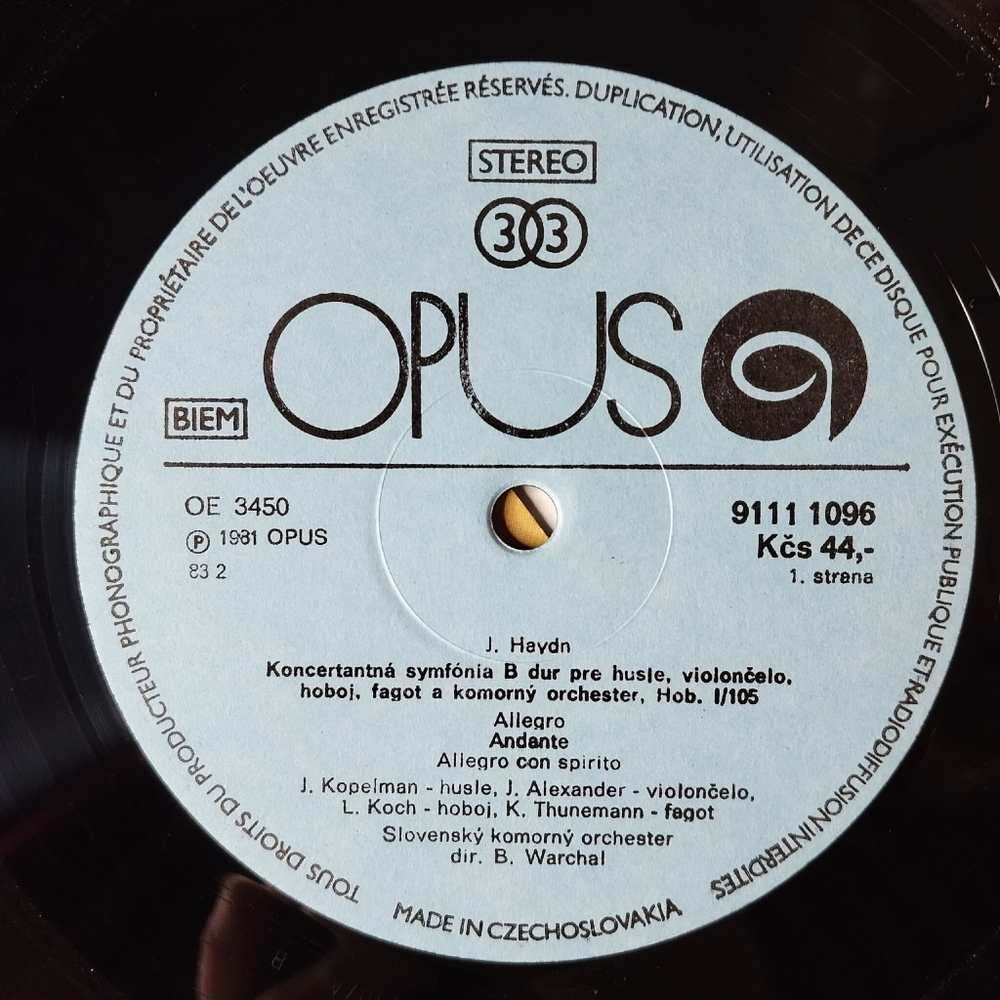 TOUS DROITS DU PRODUCTEUR PHONOGRAPHIQUE ET DU PROPRIÉTAIRE DE L'OEUVRE ENREGISTRÉE RÉSERVÉS. DUPLICATION, UTILISATION DE CE DISQUE POUR EXÉCUTION PUBLIQUE ET RADIODIFFUSION INTERDITES
STEREO
33
OPUS
BIEM
OE 3450
Ⓟ 1981 OPUS
83 2
9111 1096
Kčs 44,-
1. strana
J. Haydn
Koncertantná symfónia B dur pre husle, violončelo,
hoboj, fagot a komorný orchester, Hob. I/105
Allegro
Andante
Allegro con spirito
J. Kopelman - husle, J. Alexander - violončelo,
L. Koch - hoboj, K. Thunemann - fagot
Slovenský komorný orchester
dir. B. Warchal
MADE IN CZECHOSLOVAKIA